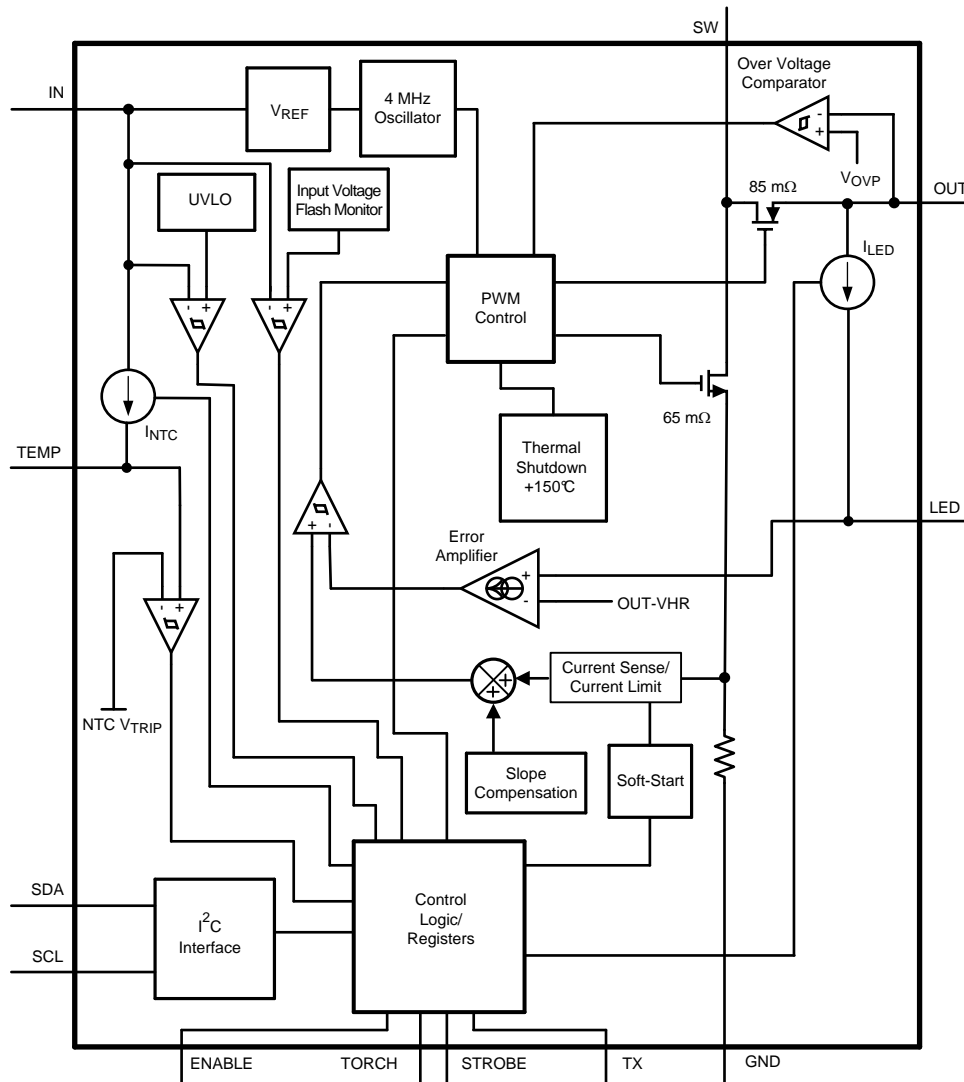 SW
Over Voltage
Comparator
IN
VREF
4 MHz
Oscillator
-
+
VOVP
85 mΩ
OUT
UVLO
Input Voltage
Flash Monitor
ILED
- +
- +
PWM
Control
INTC
65 mΩ
TEMP
Thermal
Shutdown
+150°C
+ -
LED
Error
Amplifier
+
-
OUT-VHR
- +
Current Sense/
Current Limit
+
+
NTC VTRIP
Slope
Compensation
Soft-Start
SDA
I2C
Interface
SCL
Control
Logic/
Registers
ENABLE
TORCH
STROBE
TX
GND